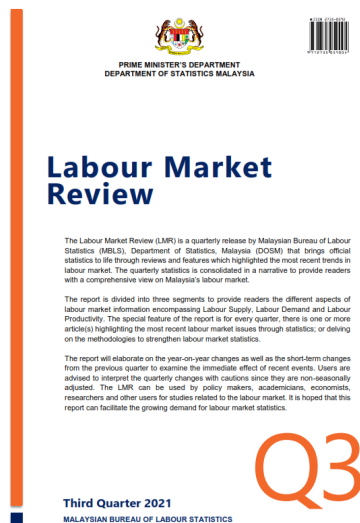 PRIME MINISTER'S DEPARTMENT
DEPARTMENT OF STATISTICS MALAYSIA
Labour Market
Review
The Labour Market Review (LMR) is a quarterly release by Malaysian Bureau of Labour
Statistics (MBLS), Department of Statistics, Malaysia (DOSM) that brings official
statistics to life through reviews and features which highlighted the most recent trends in
labour market. The quarterly statistics is consolidated in a narrative to provide readers
with a comprehensive view on Malaysia's labour market.
The report is divided into three segments to provide readers the different aspects of
labour market information encompassing Labour Supply, Labour Demand and Labour
Productivity. The special feature of the report is for every quarter, there is one or more
article(s) highlighting the most recent labour market issues through statistics; or delving
on the methodologies to strengthen labour market statistics.
The report will elaborate on the year-on-year changes as well as the short-term changes
from the previous quarter to examine the immediate effect of recent events. Users are
advised to interpret the quarterly changes with cautions since they are non-seasonally
adjusted. The LMR can be used by policy makers, academicians, economists,
researchers and other users for studies related to the labour market. It is hoped that this
report can facilitate the growing demand for labour market statistics.
Q3
Third Quarter 2021
MALAYSIAN BUREAU OF LABOUR STATISTICS